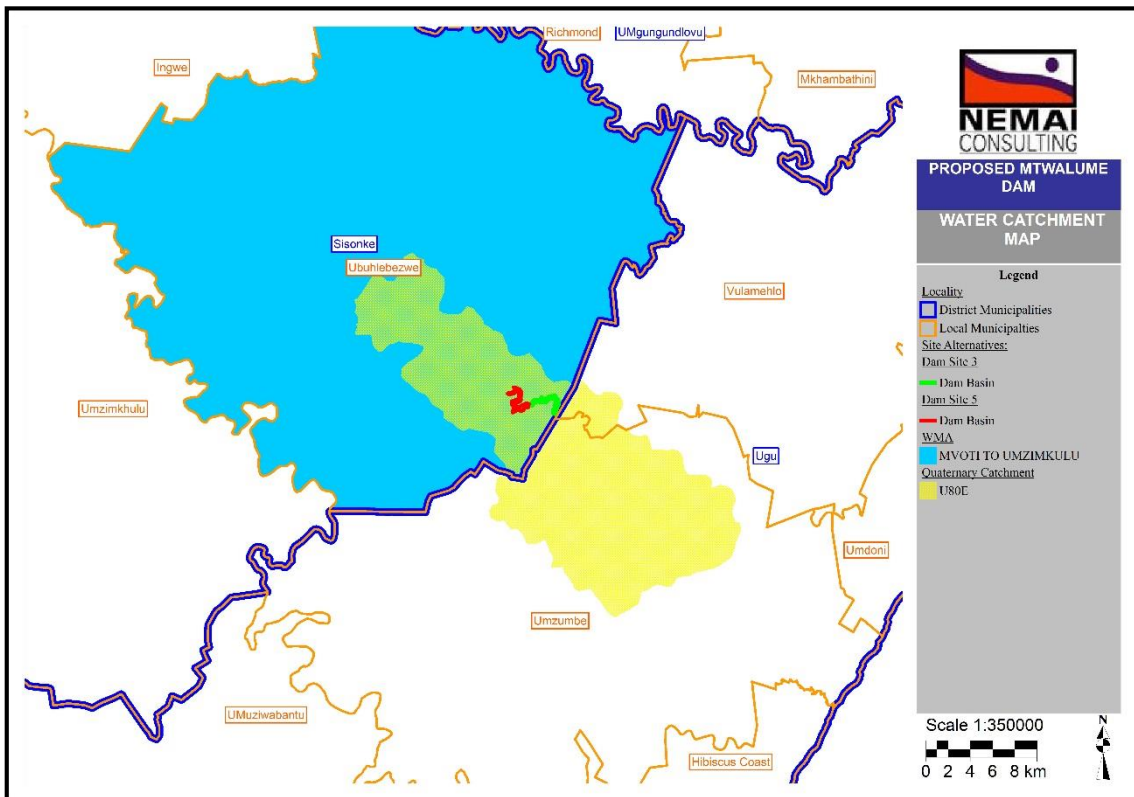 Richmond
UMgungundlovu
Ingwe
Mkhambathini
Sisonke
Ubuhlebezwe
Vulamehlo
Umzimkhulu
Ugu
Umdoni
Umzumbe
UMuziwabantu
Hibiscus Coast
NEMAI
CONSULTING
PROPOSED MTWALUME
DAM
WATER CATCHMENT
MAP
Legend
Locality
District Municipalities
Local Municipalties
Site Alternatives:
Dam Site 3
Dam Basin
Dam Site 5
Dam Basin
WMA
MVOTI TO UMZIMKULU
Quaternary Catchment
U80E
Scale 1:350000
N
0 2 4 6 8 km